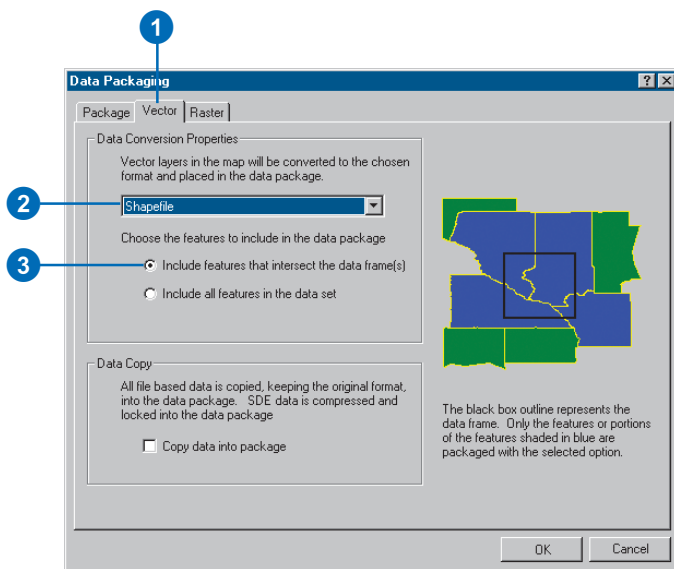 1
Data Packaging
Package Vector Raster
Data Conversion Properties
Vector layers in the map will be converted to the chosen
format and placed in the data package.
2
Shapefile
Choose the features to include in the data package
3
Include features that intersect the data frame(s)
Include all features in the data set
Data Copy
All file based data is copied, keeping the original format,
into the data package. SDE data is compressed and
locked into the data package
Copy data into package
The black box outline represents the
data frame. Only the features or portions
of the features shaded in blue are
packaged with the selected option.
OK Cancel